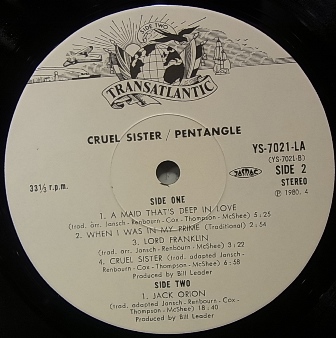 SIDE TWO
TRANSATLANTIC
CRUEL SISTER / PENTANGLE
YS-7021-LA
(YS-7021-B)
33⅓ r.p.m.
SIDE 2
STEREO
℗ 1980. 4
SIDE ONE
1. A MAID THAT'S DEEP IN LOVE
(trad. arr. Jansch-Renbourn-Cox-Thompson-McShee) 5:25
2. WHEN I WAS IN MY PRIME (Traditional) 2:54
3. LORD FRANKLIN
(trad. arr. Jansch-Renbourn-Cox-Thompson-McShee) 3:22
4. CRUEL SISTER (trad. adapted Jansch-
Renbourn-Cox-Thompson-McShee) 6:58
Produced by Bill Leader
SIDE TWO
1. JACK ORION
(trad. adapted Jansch-Renbourn-Cox-
Thompson-McShee) 18:40
Produced by Bill Leader